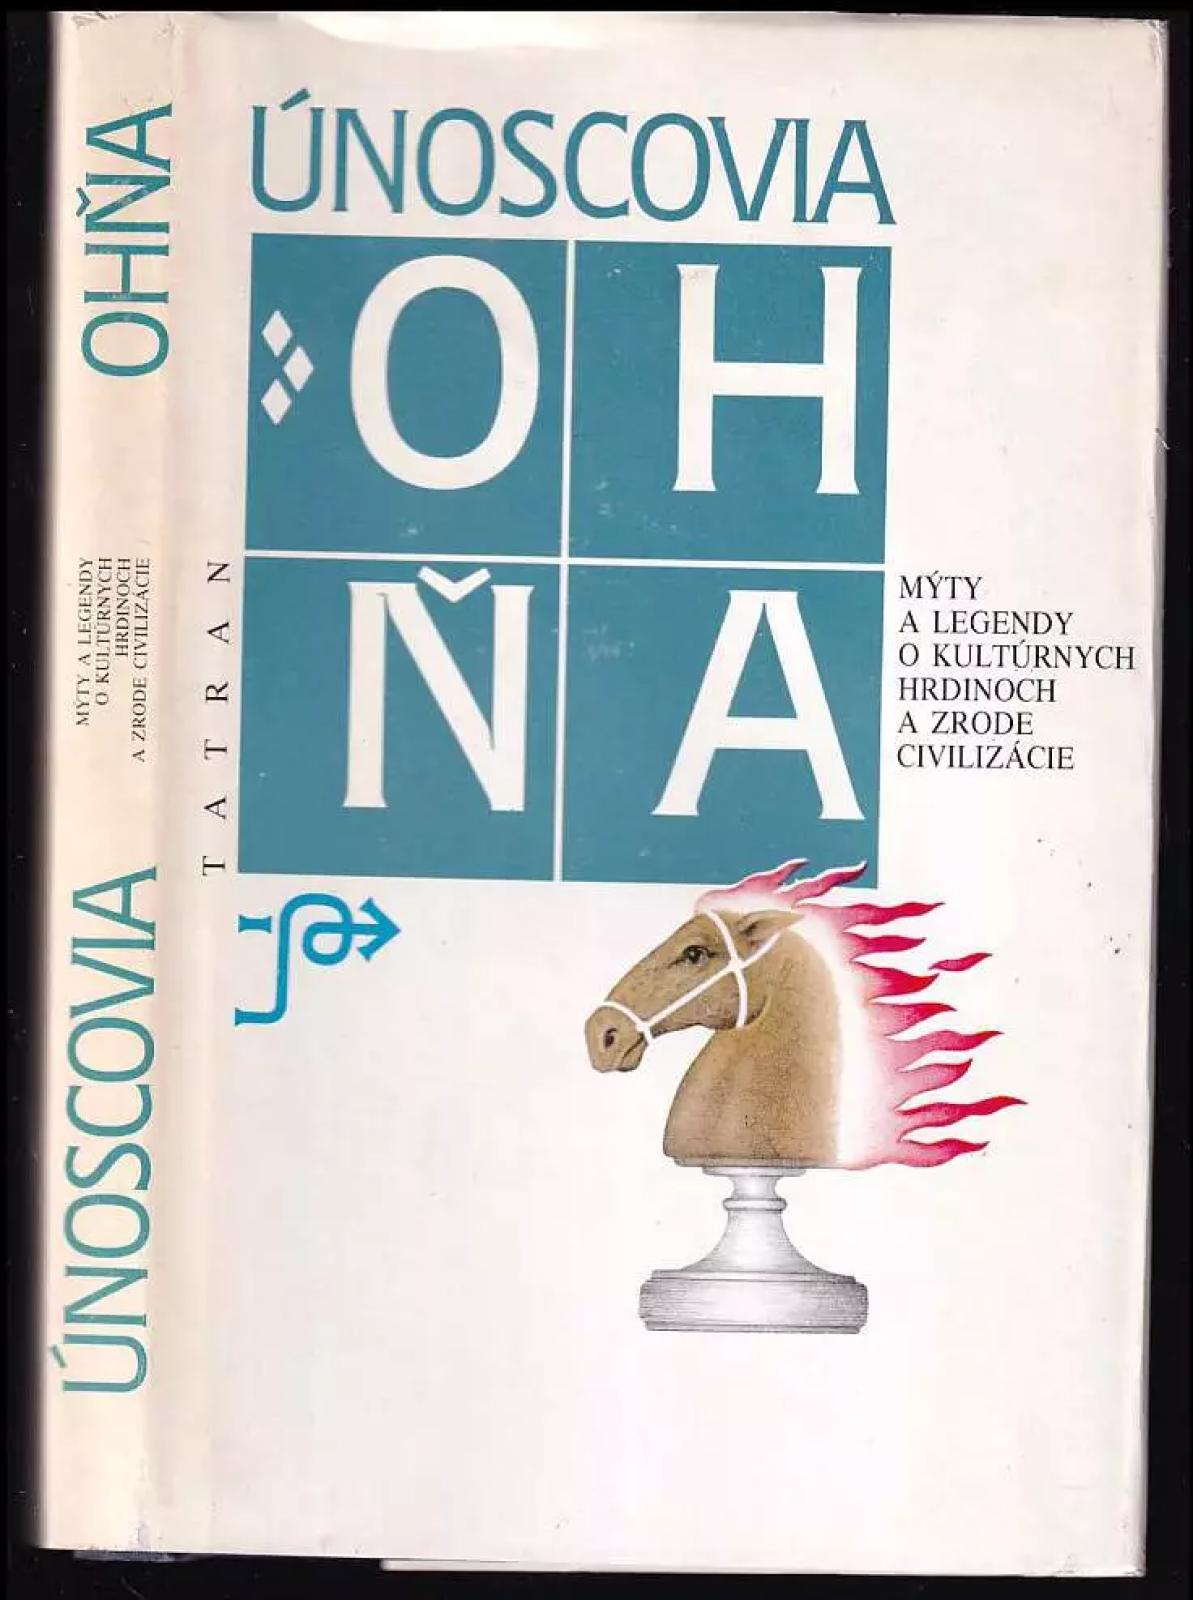 ÚNOSCOVIA
OHŇA
MÝTY A LEGENDY
O KULTÚRNYCH
HRDINOCH
A ZRODE CIVILIZÁCIE
ÚNOSCOVIA
O H
Ň A
TATRAN
MÝTY
A LEGENDY
O KULTÚRNYCH
HRDINOCH
A ZRODE
CIVILIZÁCIE